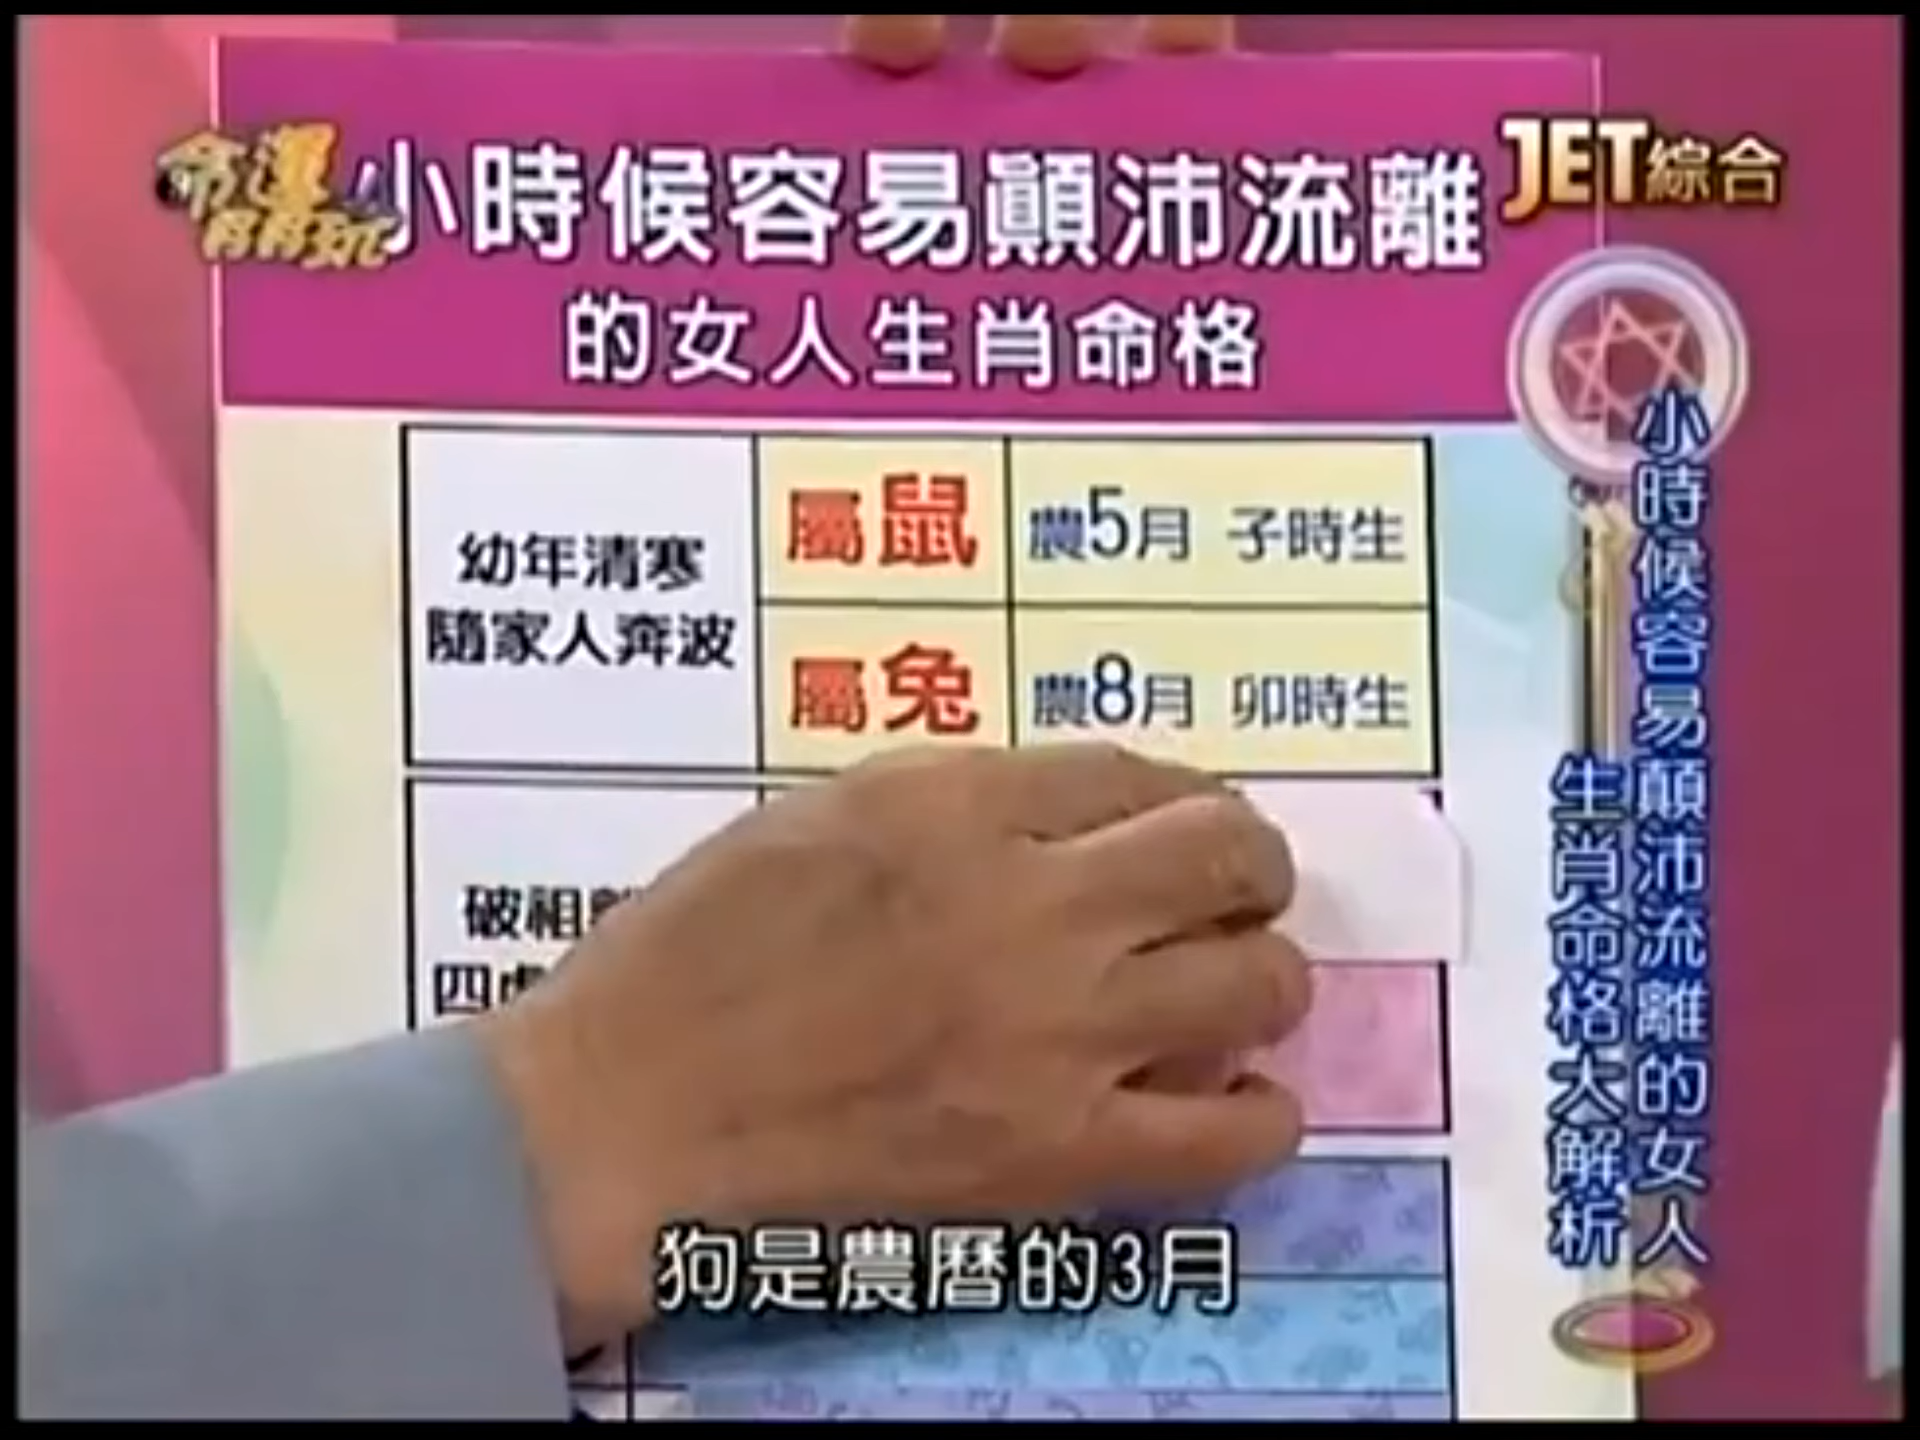 小時候容易顛沛流離
的女人生肖命格
命運好好玩
JET綜合
幼年清寒
隨家人奔波
屬鼠
農5月 子時生
屬兔
農8月 卯時生
破祖
四
小時候容易顛沛流離的女人
生肖命格大解析
狗是農曆的3月